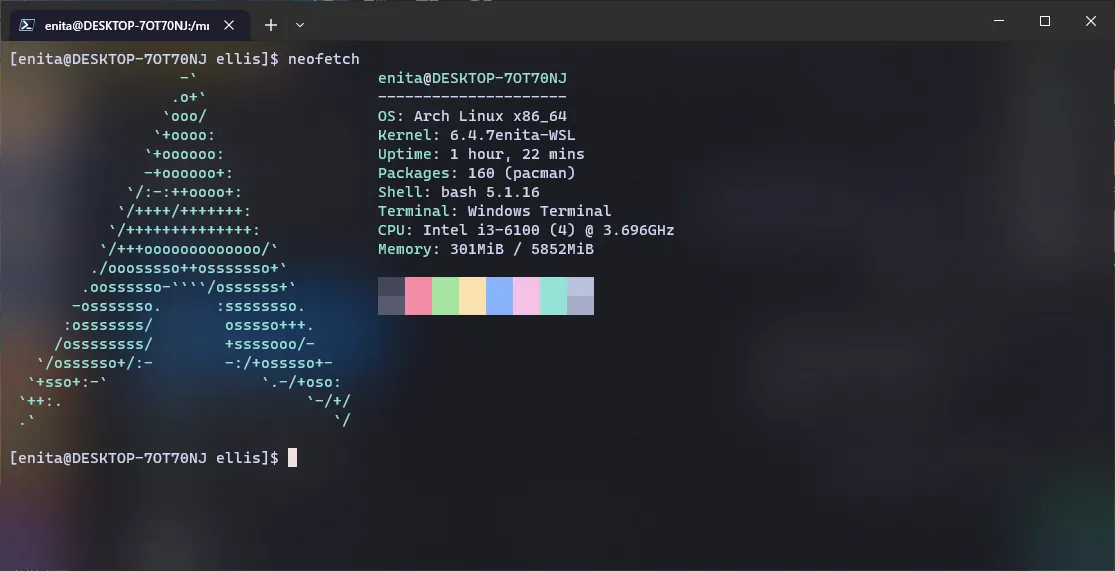 enita@DESKTOP-7OT70NJ:/mı
[enita@DESKTOP-7OT70NJ ellis]$ neofetch
                   -`                    enita@DESKTOP-7OT70NJ
                  .o+`                   ---------------------
                 `ooo/                   OS: Arch Linux x86_64
                `+oooo:                  Kernel: 6.4.7enita-WSL
               `+oooooo:                 Uptime: 1 hour, 22 mins
               -+oooooo+:                Packages: 160 (pacman)
             `/:-:++oooo+:               Shell: bash 5.1.16
            `/++++/+++++++:              Terminal: Windows Terminal
           `/++++++++++++++:             CPU: Intel i3-6100 (4) @ 3.696GHz
          `/+++ooooooooooooo/`           Memory: 301MiB / 5852MiB
         ./ooosssso++osssssso+`
        .oossssso-````/ossssss+`
       -osssssso.      :ssssssso.
      :osssssss/        osssso+++.
     /ossssssss/        +ssssooo/-
   `/ossssso+/:-        -:/+osssso+-
  `+sso+:-`                 `.-/+oso:
 `++:.                           `-/+/
 .`                                 `/
[enita@DESKTOP-7OT70NJ ellis]$